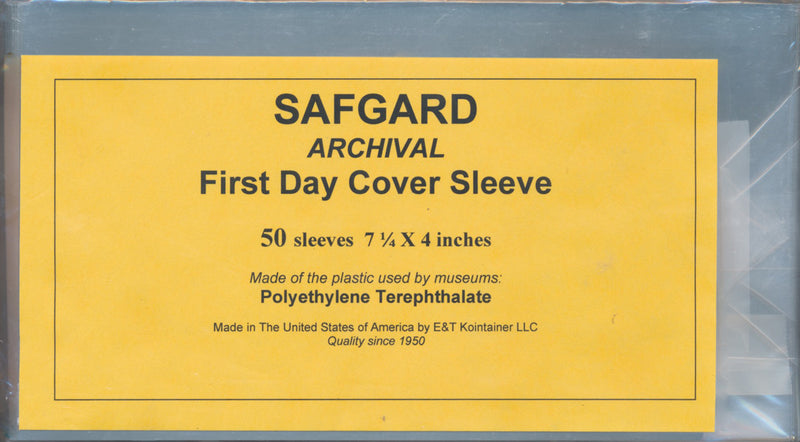 SAFGARD
ARCHIVAL
First Day Cover Sleeve
50 sleeves 7 ¼ X 4 inches
Made of the plastic used by museums:
Polyethylene Terephthalate
Made in The United States of America by E&T Kointainer LLC
Quality since 1950